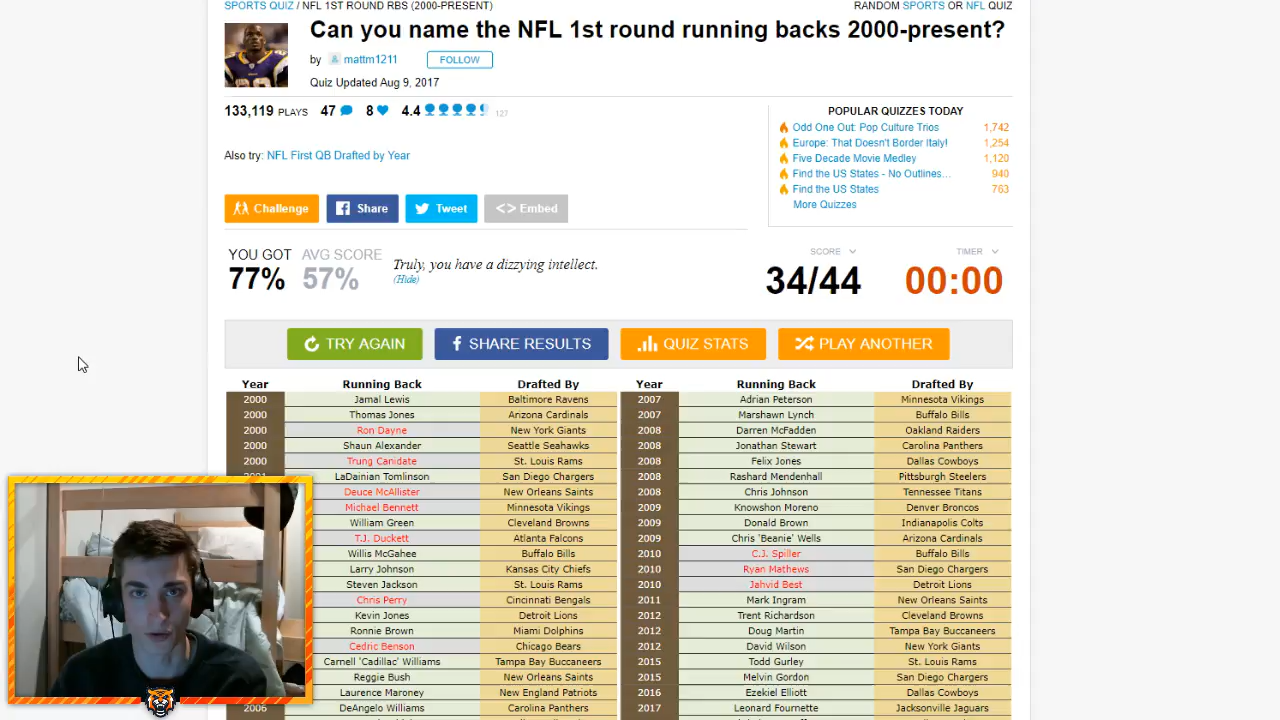 SPORTS QUIZ / NFL 1ST ROUND RBS (2000-PRESENT)
RANDOM SPORTS OR NFL QUIZ
Can you name the NFL 1st round running backs 2000-present?
by mattm1211 FOLLOW
Quiz Updated Aug 9, 2017
133,119 PLAYS 47 8 4.4 127
Also try: NFL First QB Drafted by Year
POPULAR QUIZZES TODAY
Odd One Out: Pop Culture Trios 1,742
Europe: That Doesn't Border Italy! 1,254
Five Decade Movie Medley 1,120
Find the US States - No Outlines... 940
Find the US States 763
More Quizzes
Challenge Share Tweet <> Embed
YOU GOT AVG SCORE
77% 57%
Truly, you have a dizzying intellect.
(Hide)
SCORE TIMER
34/44 00:00
TRY AGAIN SHARE RESULTS QUIZ STATS PLAY ANOTHER
Year Running Back Drafted By Year Running Back Drafted By
2000 Jamal Lewis Baltimore Ravens 2007 Adrian Peterson Minnesota Vikings
2000 Thomas Jones Arizona Cardinals 2007 Marshawn Lynch Buffalo Bills
2000 Ron Dayne New York Giants 2008 Darren McFadden Oakland Raiders
2000 Shaun Alexander Seattle Seahawks 2008 Jonathan Stewart Carolina Panthers
2000 Trung Canidate St. Louis Rams 2008 Felix Jones Dallas Cowboys
LaDainian Tomlinson San Diego Chargers 2008 Rashard Mendenhall Pittsburgh Steelers
Deuce McAllister New Orleans Saints 2008 Chris Johnson Tennessee Titans
Michael Bennett Minnesota Vikings 2009 Knowshon Moreno Denver Broncos
William Green Cleveland Browns 2009 Donald Brown Indianapolis Colts
T.J. Duckett Atlanta Falcons 2009 Chris 'Beanie' Wells Arizona Cardinals
Willis McGahee Buffalo Bills 2010 C.J. Spiller Buffalo Bills
Larry Johnson Kansas City Chiefs 2010 Ryan Mathews San Diego Chargers
Steven Jackson St. Louis Rams 2010 Jahvid Best Detroit Lions
Chris Perry Cincinnati Bengals 2011 Mark Ingram New Orleans Saints
Kevin Jones Detroit Lions 2012 Trent Richardson Cleveland Browns
Ronnie Brown Miami Dolphins 2012 Doug Martin Tampa Bay Buccaneers
Cedric Benson Chicago Bears 2012 David Wilson New York Giants
Carnell 'Cadillac' Williams Tampa Bay Buccaneers 2015 Todd Gurley St. Louis Rams
Reggie Bush New Orleans Saints 2015 Melvin Gordon San Diego Chargers
Laurence Maroney New England Patriots 2016 Ezekiel Elliott Dallas Cowboys
2006 DeAngelo Williams Carolina Panthers 2017 Leonard Fournette Jacksonville Jaguars